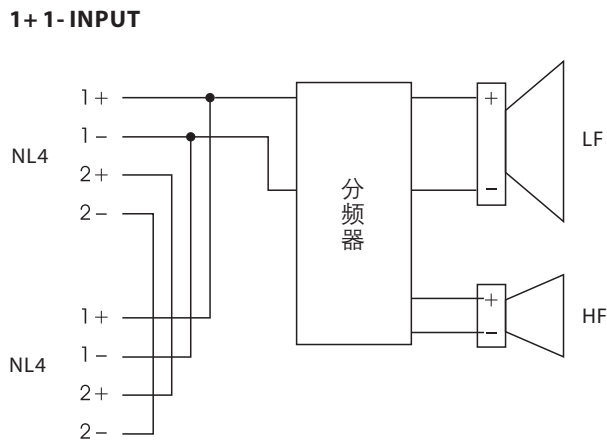 1+ 1- INPUT
1+
1-
NL4
2+
2-
1+
1-
NL4
2+
2-
分频器
+
-
LF
+
-
HF